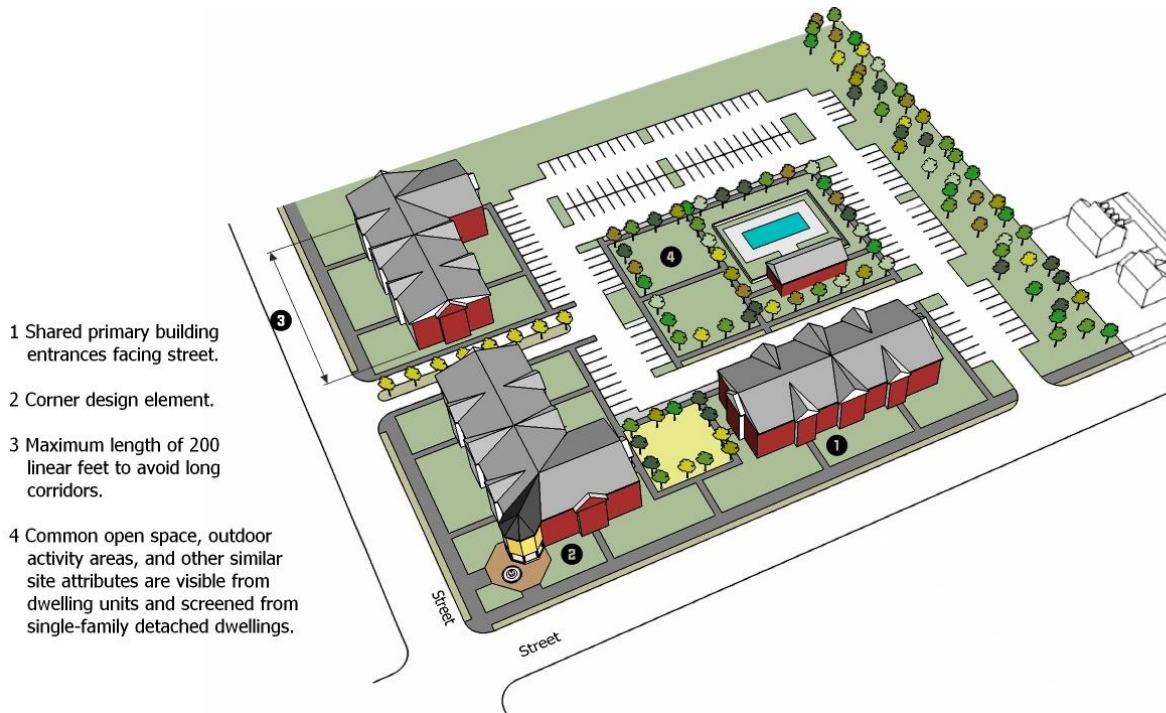 1 Shared primary building
entrances facing street.
2 Corner design element.
3 Maximum length of 200
linear feet to avoid long
corridors.
4 Common open space, outdoor
activity areas, and other similar
site attributes are visible from
dwelling units and screened from
single-family detached dwellings.
4
3
1
2
Street
Street